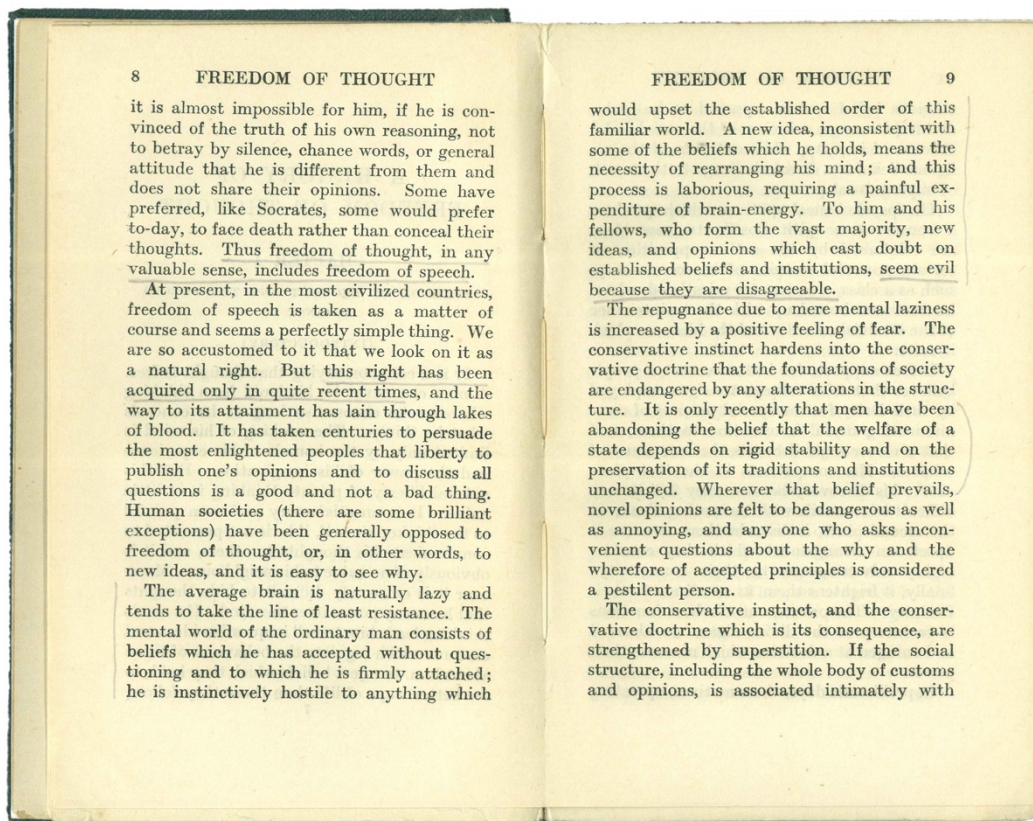 8 FREEDOM OF THOUGHT
it is almost impossible for him, if he is con-
vinced of the truth of his own reasoning, not
to betray by silence, chance words, or general
attitude that he is different from them and
does not share their opinions. Some have
preferred, like Socrates, some would prefer
to-day, to face death rather than conceal their
thoughts. Thus freedom of thought, in any
valuable sense, includes freedom of speech.
At present, in the most civilized countries,
freedom of speech is taken as a matter of
course and seems a perfectly simple thing. We
are so accustomed to it that we look on it as
a natural right. But this right has been
acquired only in quite recent times, and the
way to its attainment has lain through lakes
of blood. It has taken centuries to persuade
the most enlightened peoples that liberty to
publish one's opinions and to discuss all
questions is a good and not a bad thing.
Human societies (there are some brilliant
exceptions) have been generally opposed to
freedom of thought, or, in other words, to
new ideas, and it is easy to see why.
The average brain is naturally lazy and
tends to take the line of least resistance. The
mental world of the ordinary man consists of
beliefs which he has accepted without ques-
tioning and to which he is firmly attached;
he is instinctively hostile to anything which
FREEDOM OF THOUGHT 9
would upset the established order of this
familiar world. A new idea, inconsistent with
some of the beliefs which he holds, means the
necessity of rearranging his mind; and this
process is laborious, requiring a painful ex-
penditure of brain-energy. To him and his
fellows, who form the vast majority, new
ideas, and opinions which cast doubt on
established beliefs and institutions, seem evil
because they are disagreeable.
The repugnance due to mere mental laziness
is increased by a positive feeling of fear. The
conservative instinct hardens into the conser-
vative doctrine that the foundations of society
are endangered by any alterations in the struc-
ture. It is only recently that men have been
abandoning the belief that the welfare of a
state depends on rigid stability and on the
preservation of its traditions and institutions
unchanged. Wherever that belief prevails,
novel opinions are felt to be dangerous as well
as annoying, and any one who asks incon-
venient questions about the why and the
wherefore of accepted principles is considered
a pestilent person.
The conservative instinct, and the conser-
vative doctrine which is its consequence, are
strengthened by superstition. If the social
structure, including the whole body of customs
and opinions, is associated intimately with